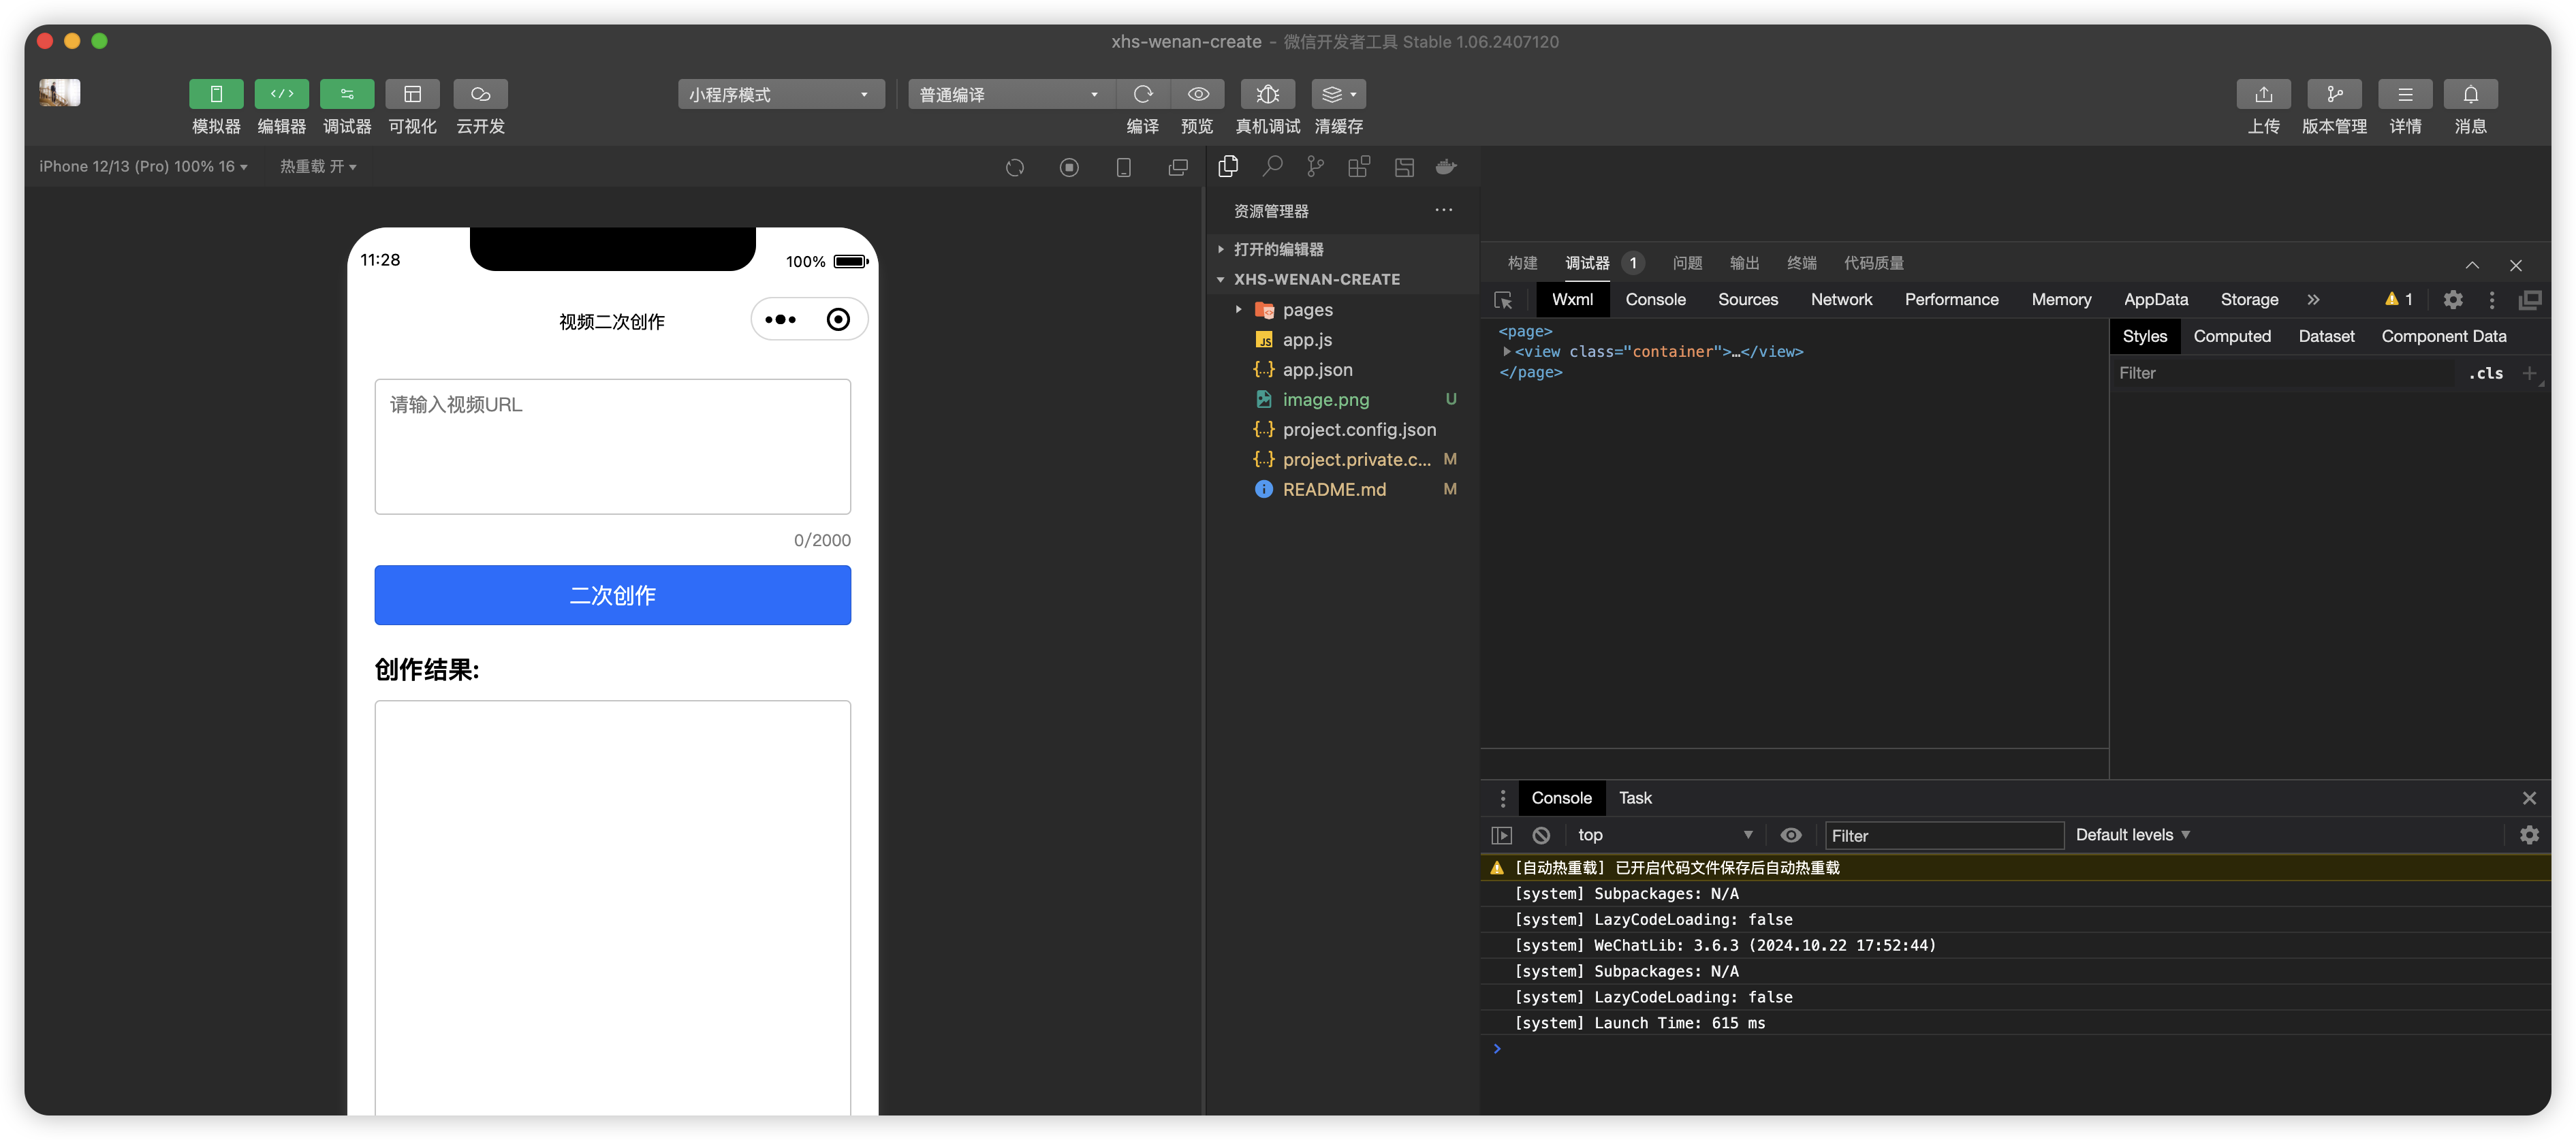 xhs-wenan-create - 微信开发者工具 Stable 1.06.2407120
模拟器 编辑器 调试器 可视化 云开发
小程序模式 普通编译
编译 预览 真机调试 清缓存
上传 版本管理 详情 消息
iPhone 12/13 (Pro) 100% 16 热重载 开
11:28
100%
视频二次创作
请输入视频URL
0/2000
二次创作
创作结果:
资源管理器
打开的编辑器
XHS-WENAN-CREATE
pages
JS app.js
{..} app.json
image.png U
{..} project.config.json
{..} project.private.c... M
README.md M
构建 调试器 1 问题 输出 终端 代码质量
Wxml Console Sources Network Performance Memory AppData Storage 1
<page>
<view class="container">…</view>
</page>
Styles Computed Dataset Component Data
Filter .cls
Console Task
top Filter Default levels
[自动热重载] 已开启代码文件保存后自动热重载
[system] Subpackages: N/A
[system] LazyCodeLoading: false
[system] WeChatLib: 3.6.3 (2024.10.22 17:52:44)
[system] Subpackages: N/A
[system] LazyCodeLoading: false
[system] Launch Time: 615 ms